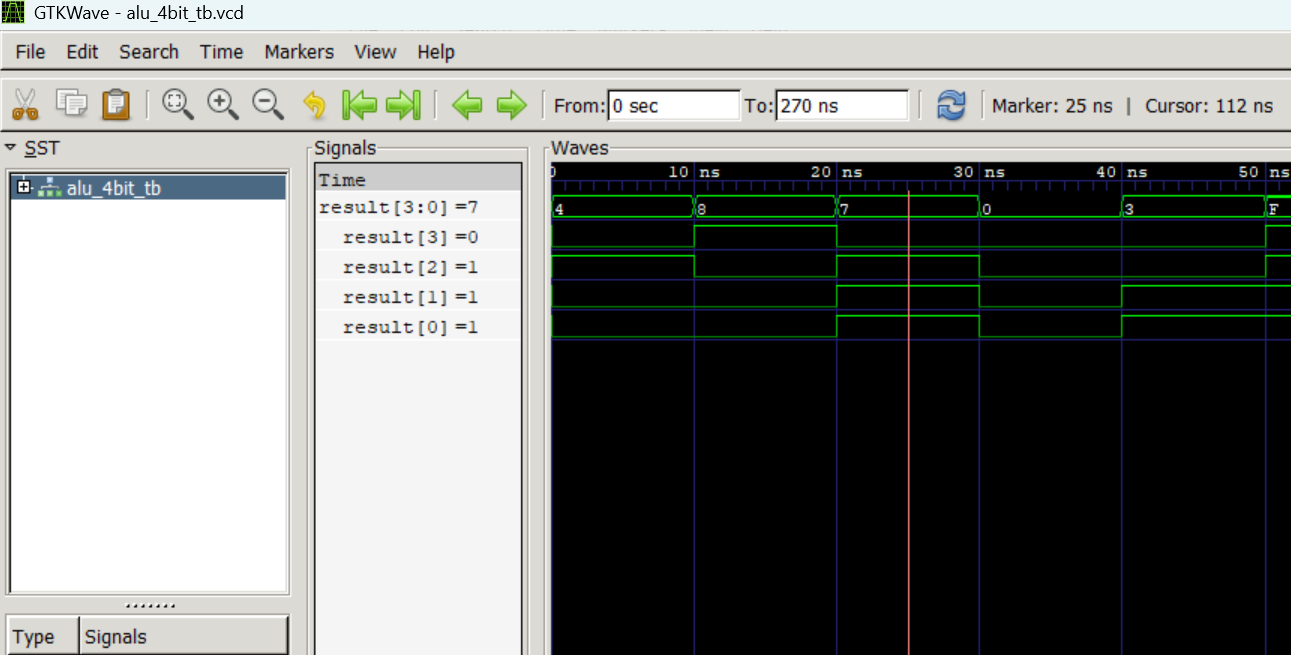 GTKWave - alu_4bit_tb.vcd
File Edit Search Time Markers View Help
From: 0 sec To: 270 ns Marker: 25 ns | Cursor: 112 ns
SST
alu_4bit_tb
Type Signals
Signals
Time
result[3:0] =7
result[3] =0
result[2] =1
result[1] =1
result[0] =1
Waves
0 10 ns 20 ns 30 ns 40 ns 50 ns
4 8 7 0 3 F